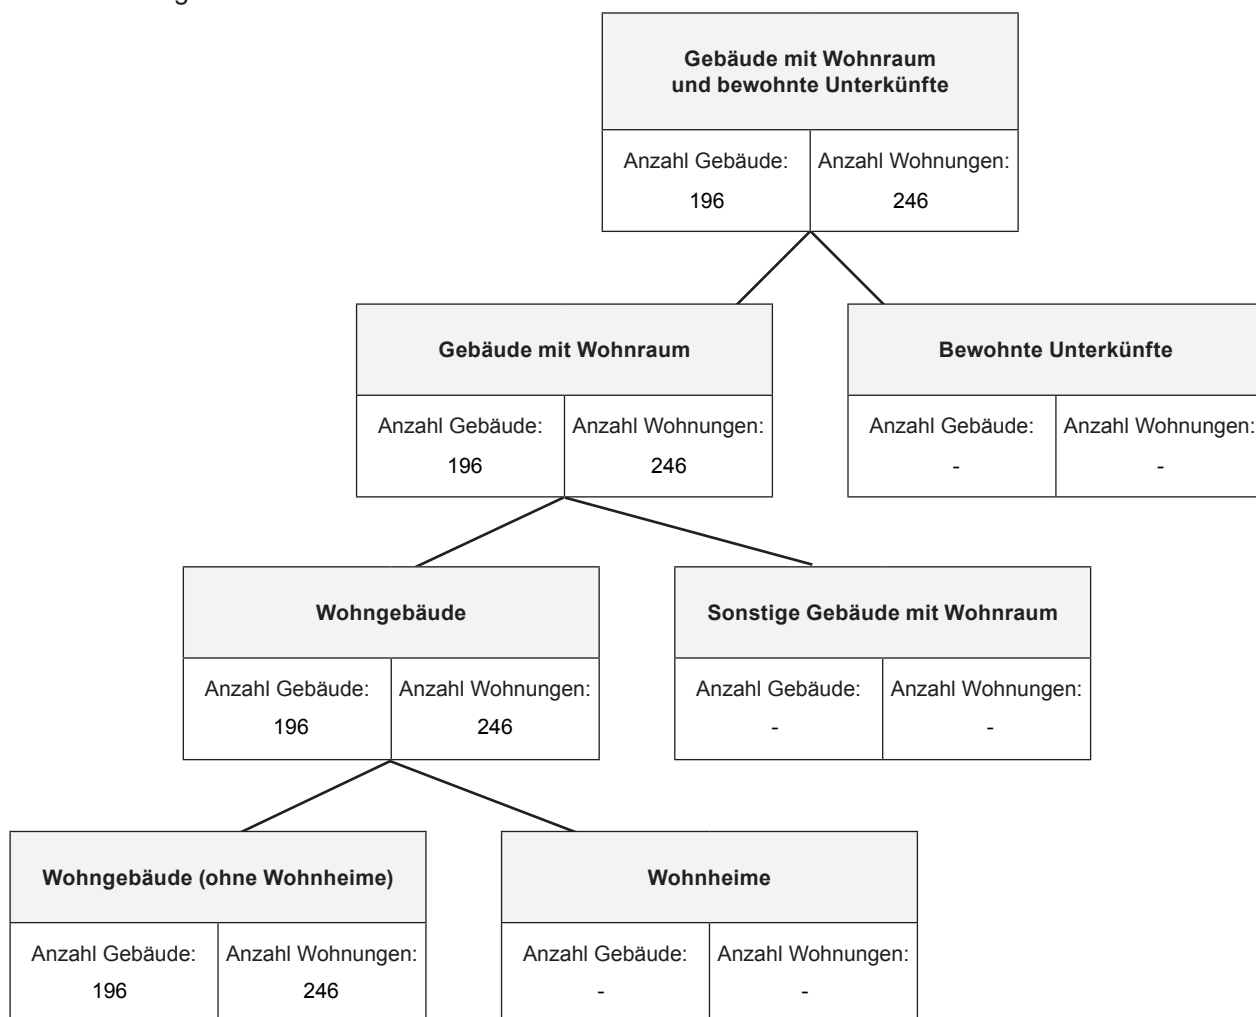 Gebäude mit Wohnraum
und bewohnte Unterkünfte
Anzahl Gebäude: Anzahl Wohnungen:
196 246
Gebäude mit Wohnraum
Anzahl Gebäude: Anzahl Wohnungen:
196 246
Bewohnte Unterkünfte
Anzahl Gebäude: Anzahl Wohnungen:
- -
Wohngebäude
Anzahl Gebäude: Anzahl Wohnungen:
196 246
Sonstige Gebäude mit Wohnraum
Anzahl Gebäude: Anzahl Wohnungen:
- -
Wohngebäude (ohne Wohnheime)
Anzahl Gebäude: Anzahl Wohnungen:
196 246
Wohnheime
Anzahl Gebäude: Anzahl Wohnungen:
- -